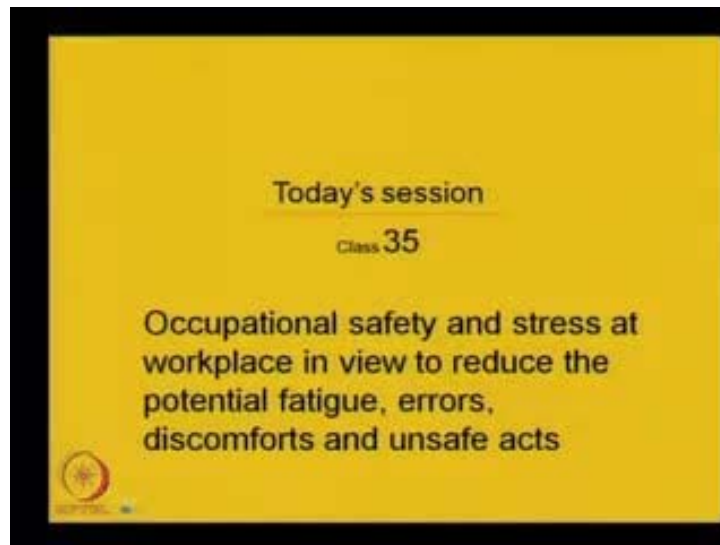 Today's session
Class 35
Occupational safety and stress at
workplace in view to reduce the
potential fatigue, errors,
discomforts and unsafe acts